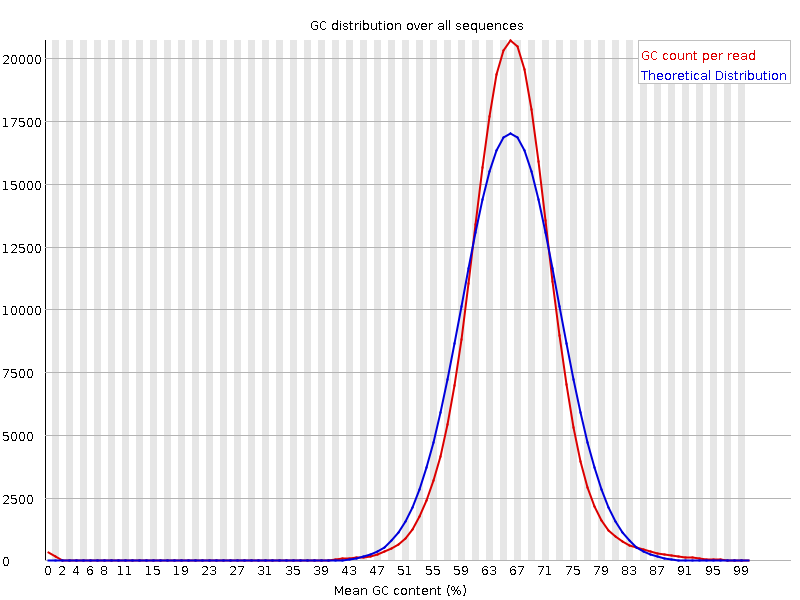 GC distribution over all sequences
GC count per read
Theoretical Distribution
20000
17500
15000
12500
10000
7500
5000
2500
0
0 2 4 6 8 11 15 19 23 27 31 35 39 43 47 51 55 59 63 67 71 75 79 83 87 91 95 99
Mean GC content (%)